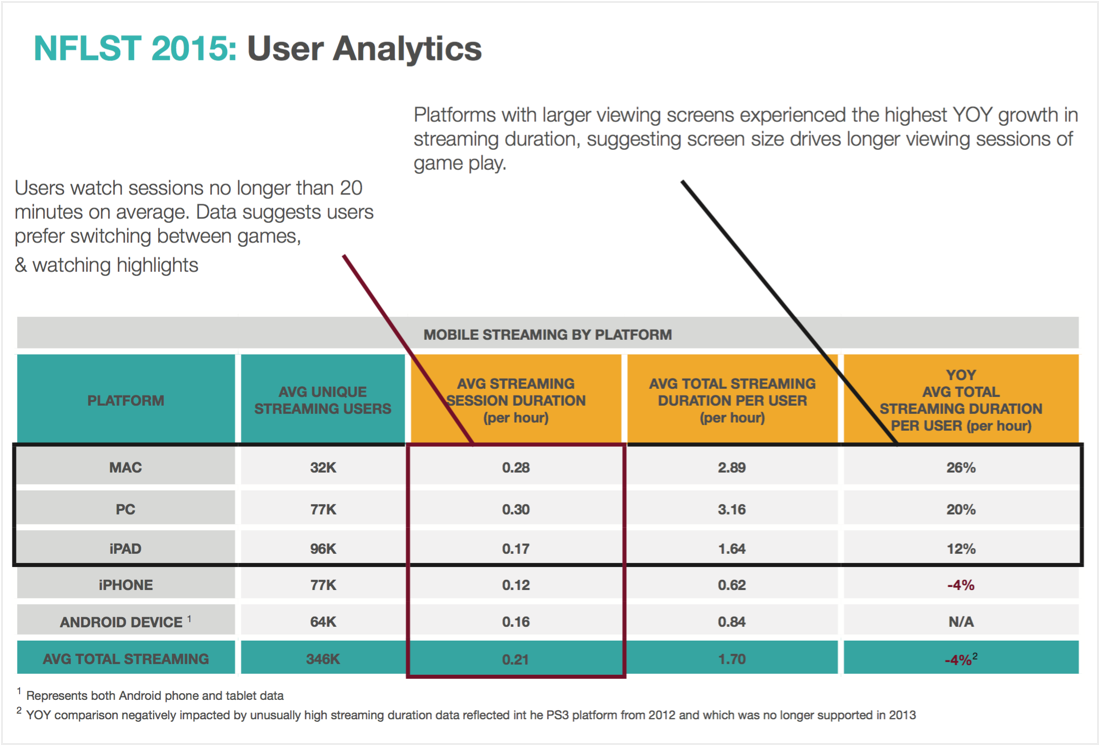 NFLST 2015: User Analytics
Platforms with larger viewing screens experienced the highest YOY growth in
streaming duration, suggesting screen size drives longer viewing sessions of
game play.
Users watch sessions no longer than 20
minutes on average. Data suggests users
prefer switching between games,
& watching highlights
MOBILE STREAMING BY PLATFORM
PLATFORM
AVG UNIQUE
STREAMING USERS
AVG STREAMING
SESSION DURATION
(per hour)
AVG TOTAL STREAMING
DURATION PER USER
(per hour)
YOY
AVG TOTAL
STREAMING DURATION
PER USER (per hour)
MAC 32K 0.28 2.89 26%
PC 77K 0.30 3.16 20%
iPAD 96K 0.17 1.64 12%
iPHONE 77K 0.12 0.62 -4%
ANDROID DEVICE 1 64K 0.16 0.84 N/A
AVG TOTAL STREAMING 346K 0.21 1.70 -4%2
1 Represents both Android phone and tablet data
2 YOY comparison negatively impacted by unusually high streaming duration data reflected int he PS3 platform from 2012 and which was no longer supported in 2013